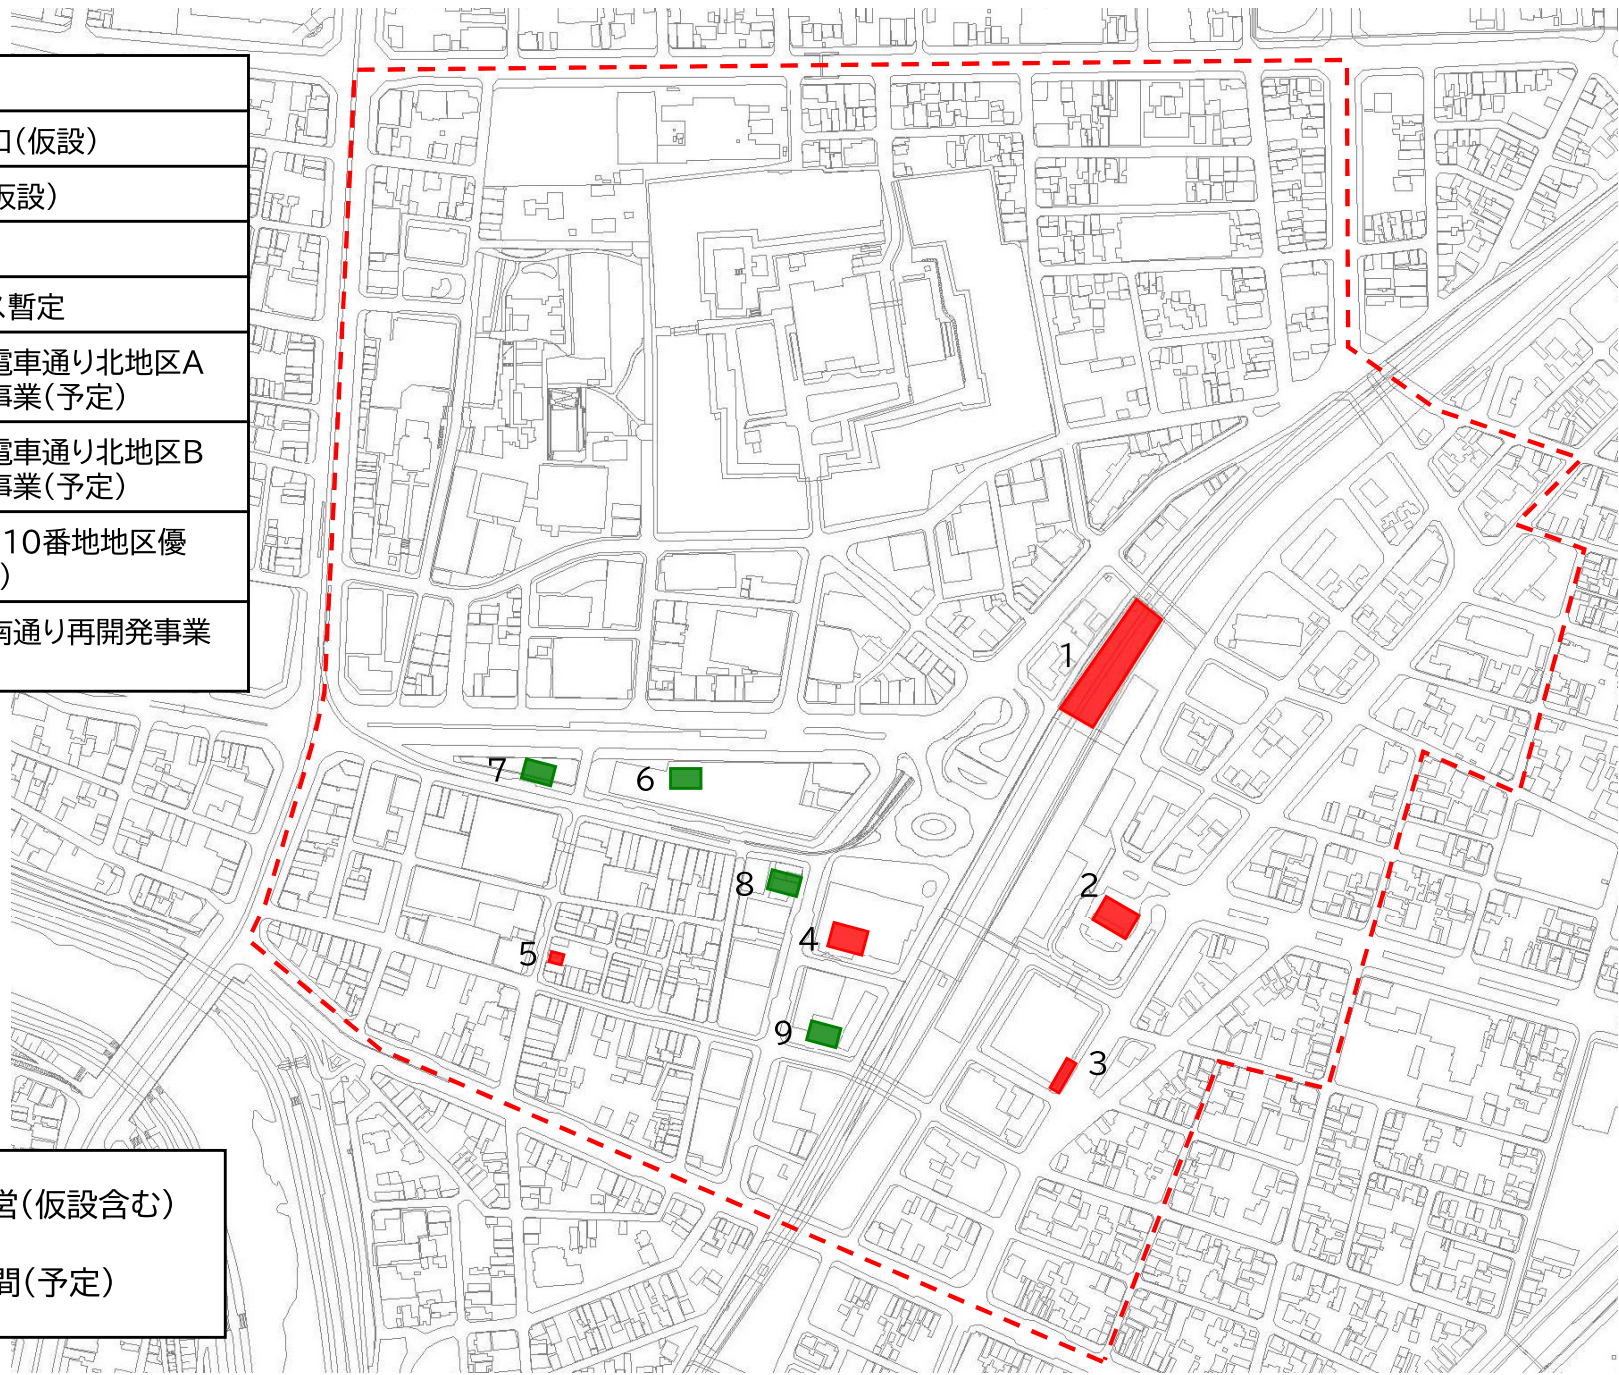 口(仮設)
仮設)
ス暫定
電車通り北地区A
事業(予定)
電車通り北地区B
事業(予定)
10番地地区優
)
南通り再開発事業
営(仮設含む)
間(予定)
1
2
3
4
5
6
7
8
9